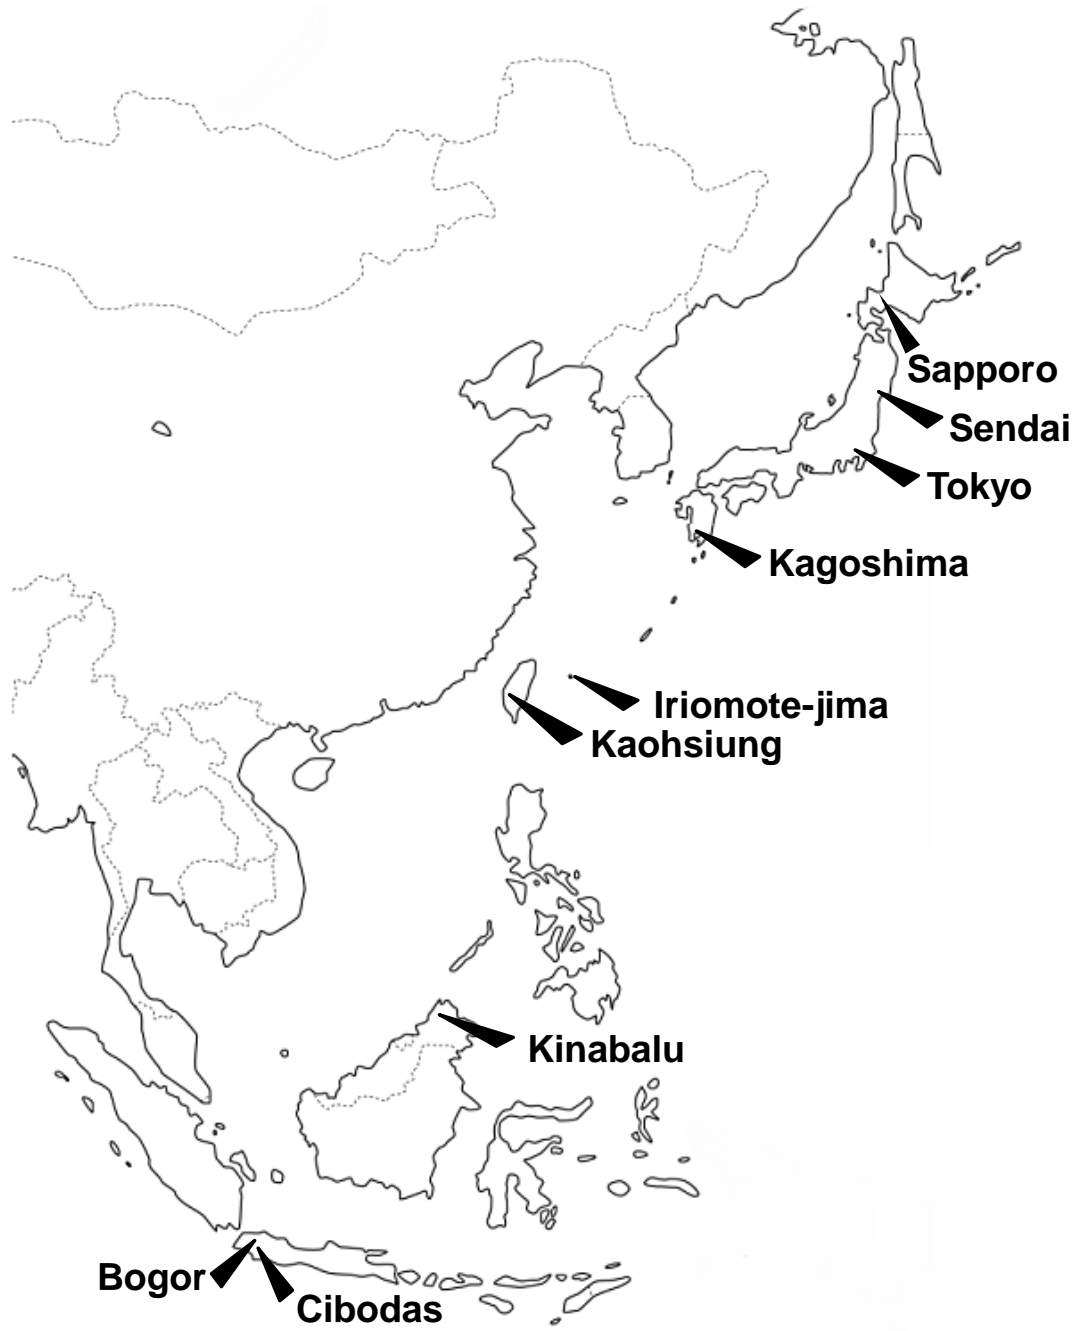 Sapporo
Sendai
Tokyo
Kagoshima
Iriomote-jima
Kaohsiung
Kinabalu
Bogor
Cibodas